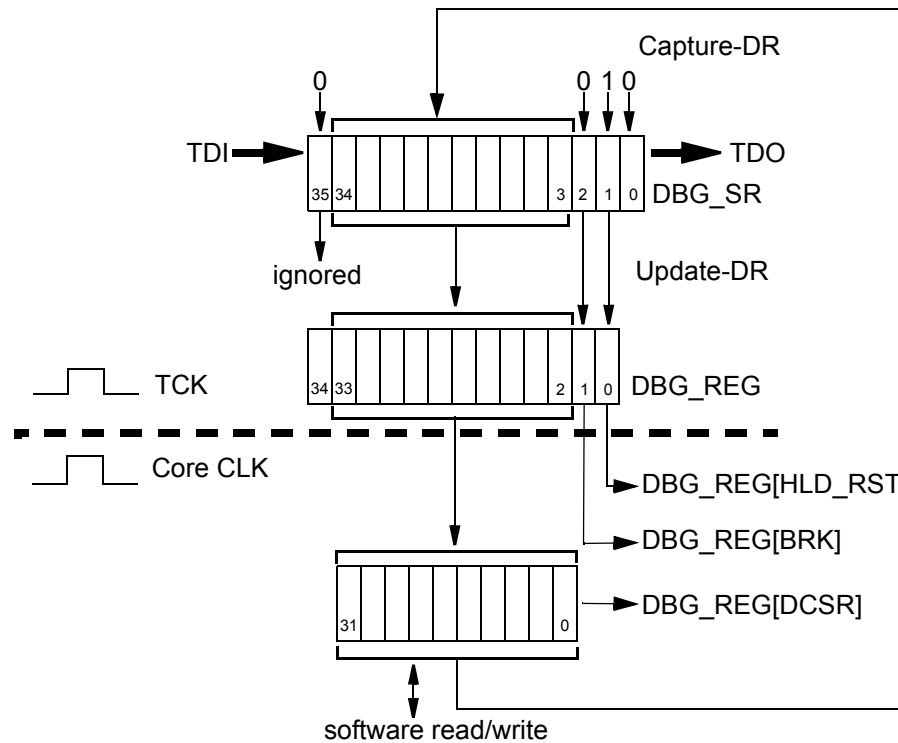 Capture-DR
0
0 1 0
TDI
TDO
35 34 3 2 1 0
DBG_SR
ignored
Update-DR
34 33 2 1 0
DBG_REG
TCK
Core CLK
DBG_REG[HLD_RST
DBG_REG[BRK]
DBG_REG[DCSR]
31 0
software read/write